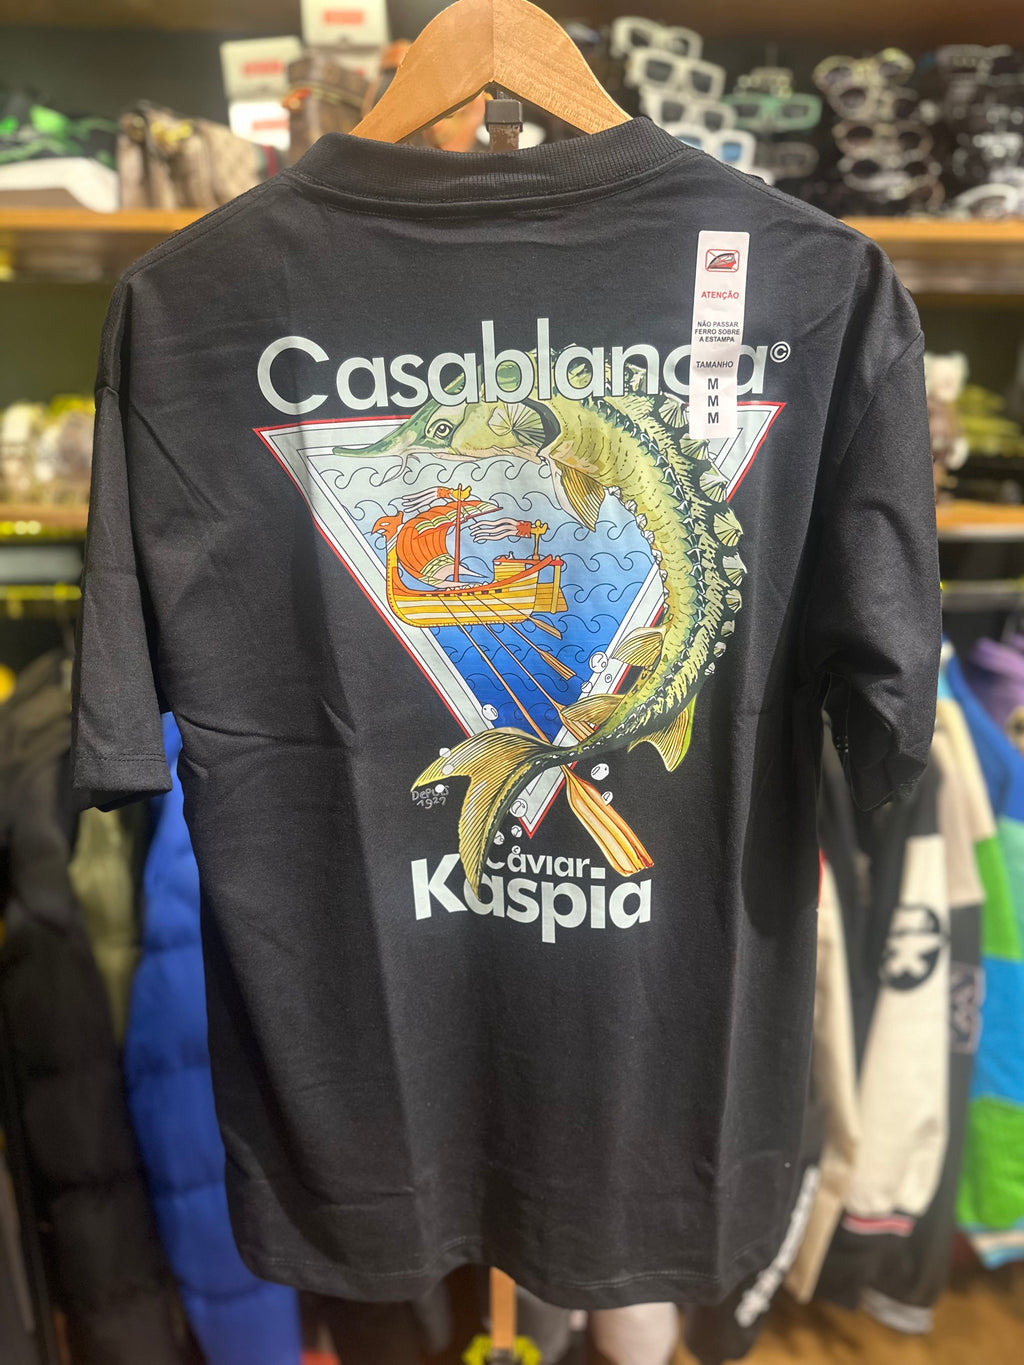 ATENÇÃO
NÃO PASSAR
FERRO SOBRE
A ESTAMPA
TAMANHO
M
M
M
Casablanca©
DePUiS
1927
Caviar
Kaspia